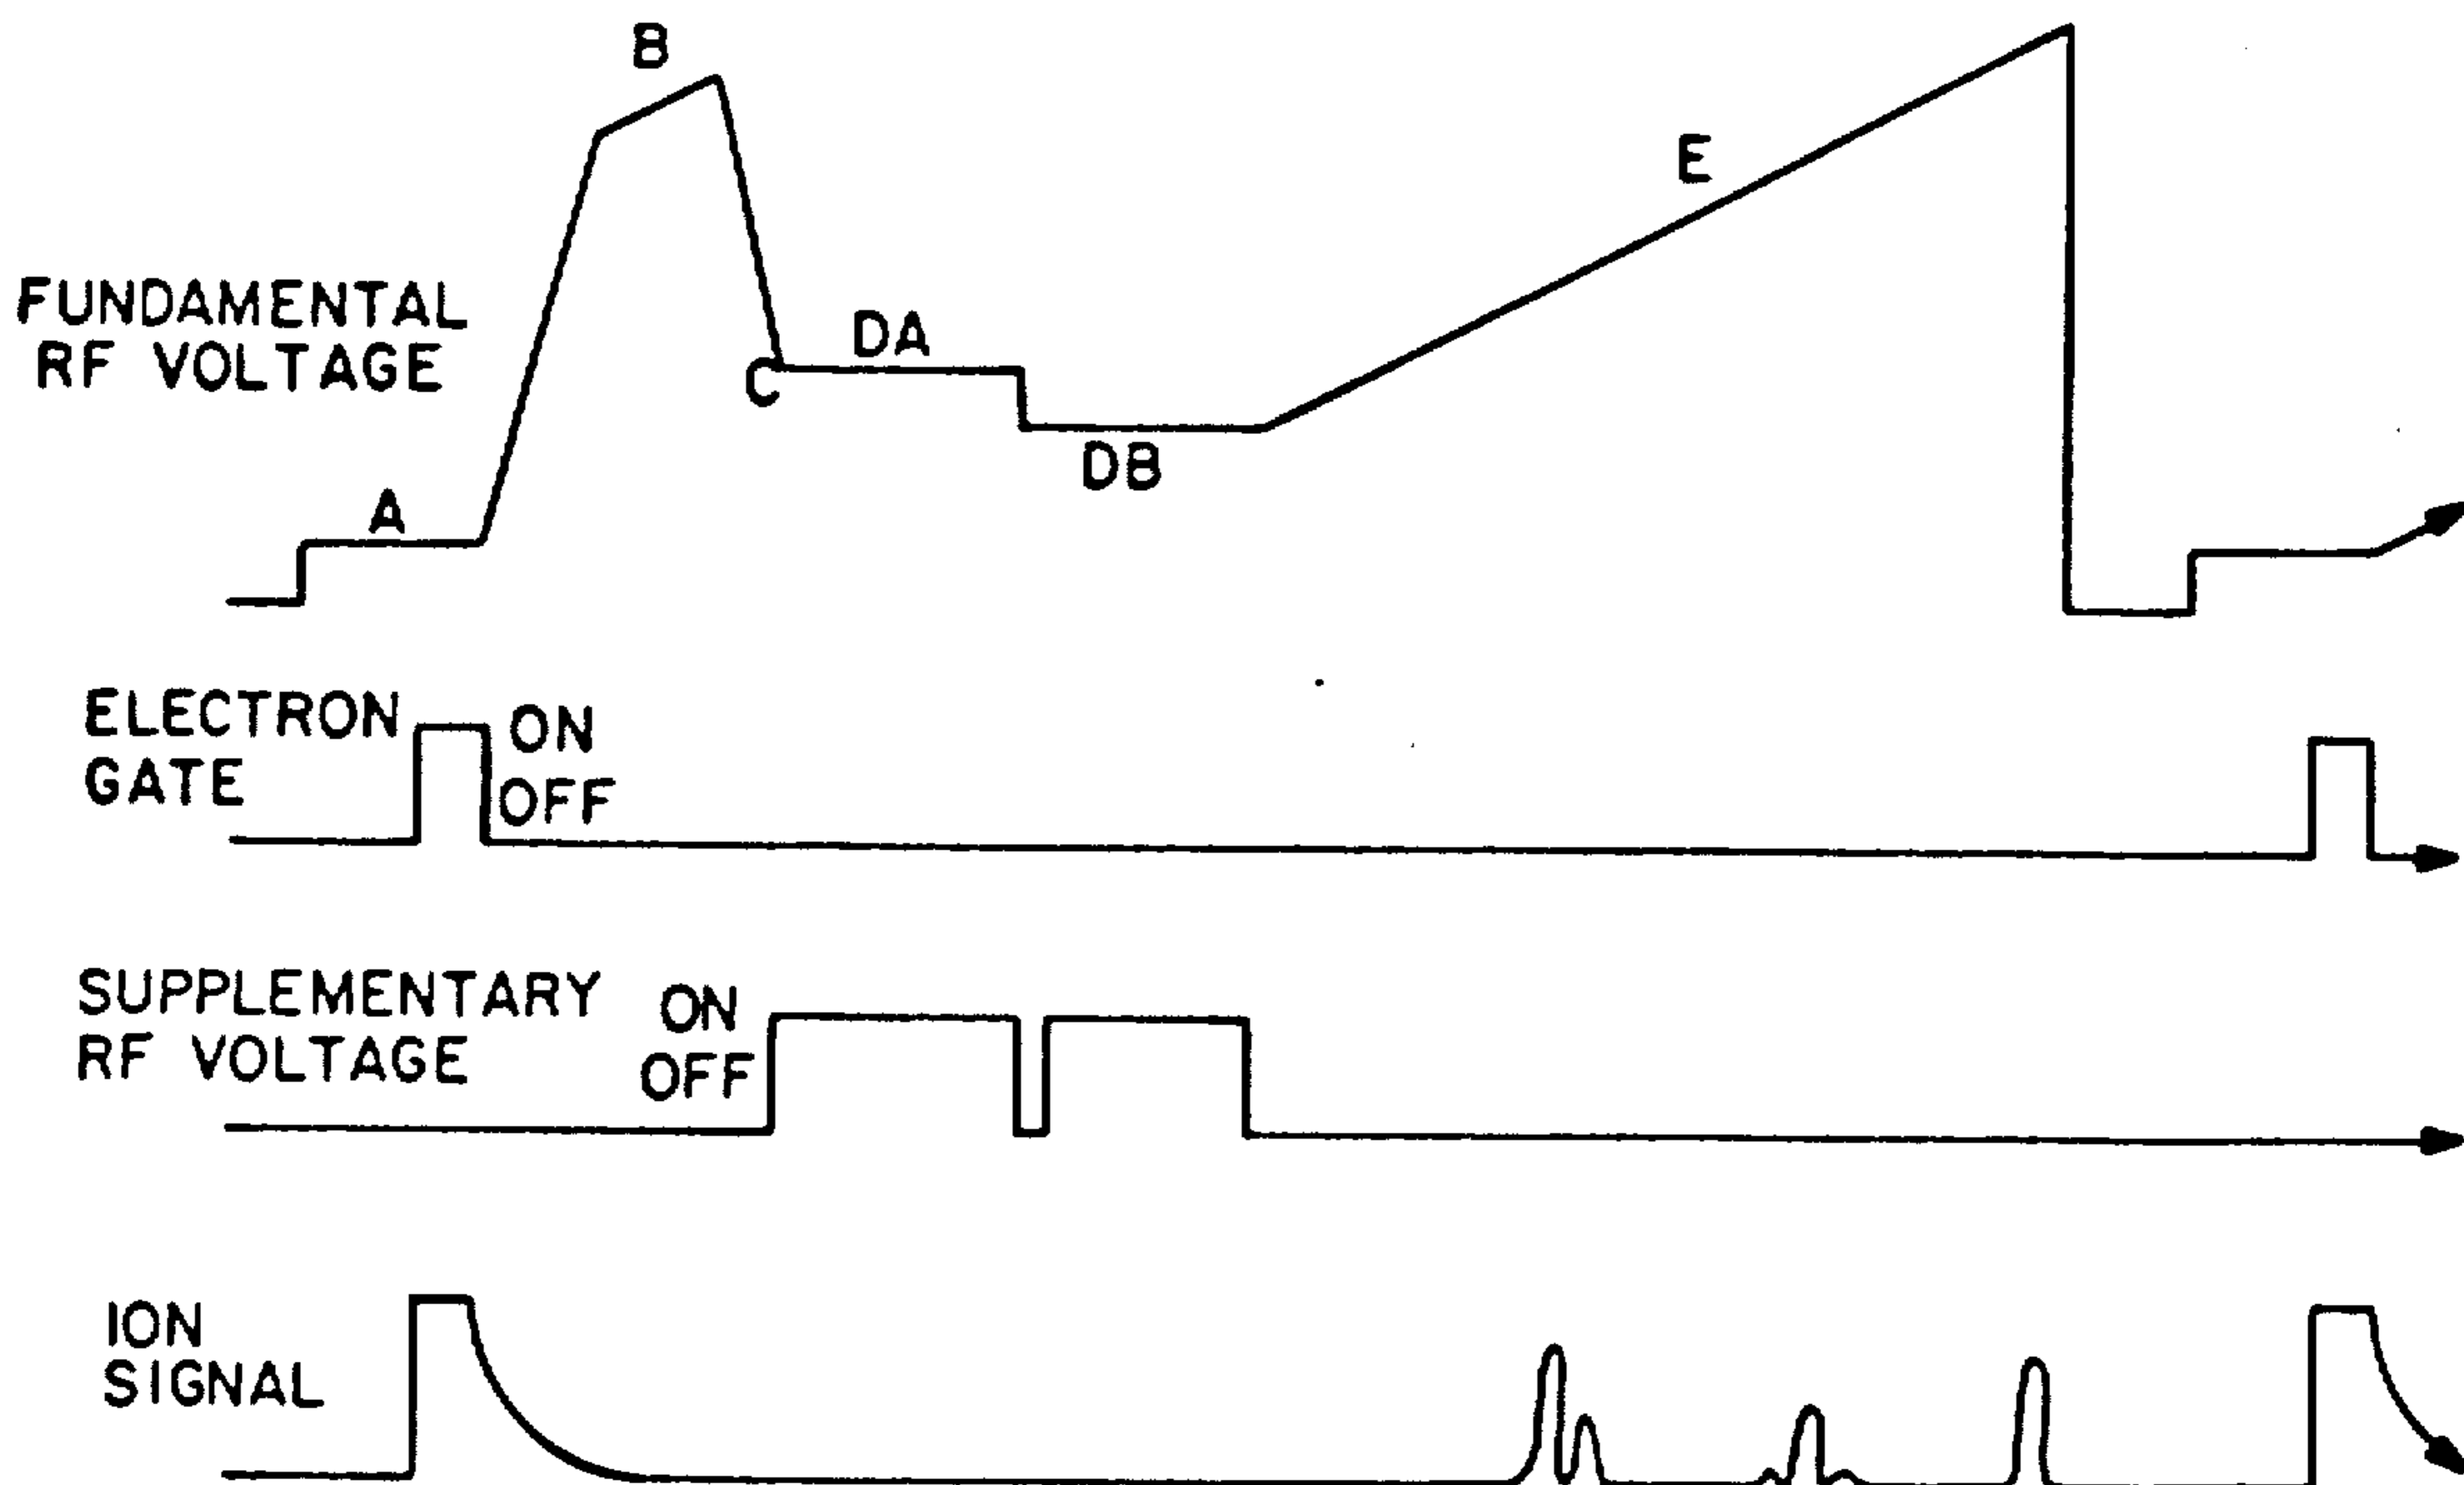 B
E
FUNDAMENTAL
RF VOLTAGE
DA
C
DB
A
ELECTRON
GATE
ON
OFF
SUPPLEMENTARY
RF VOLTAGE
ON
OFF
ION
SIGNAL